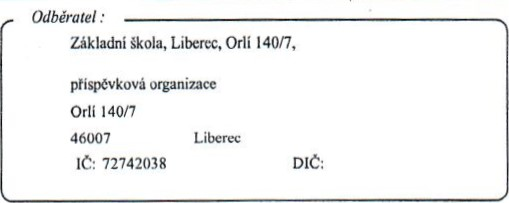 Odběratel :
Základní škola, Liberec, Orlí 140/7,
příspěvková organizace
Orlí 140/7
46007 Liberec
IČ: 72742038 DIČ: